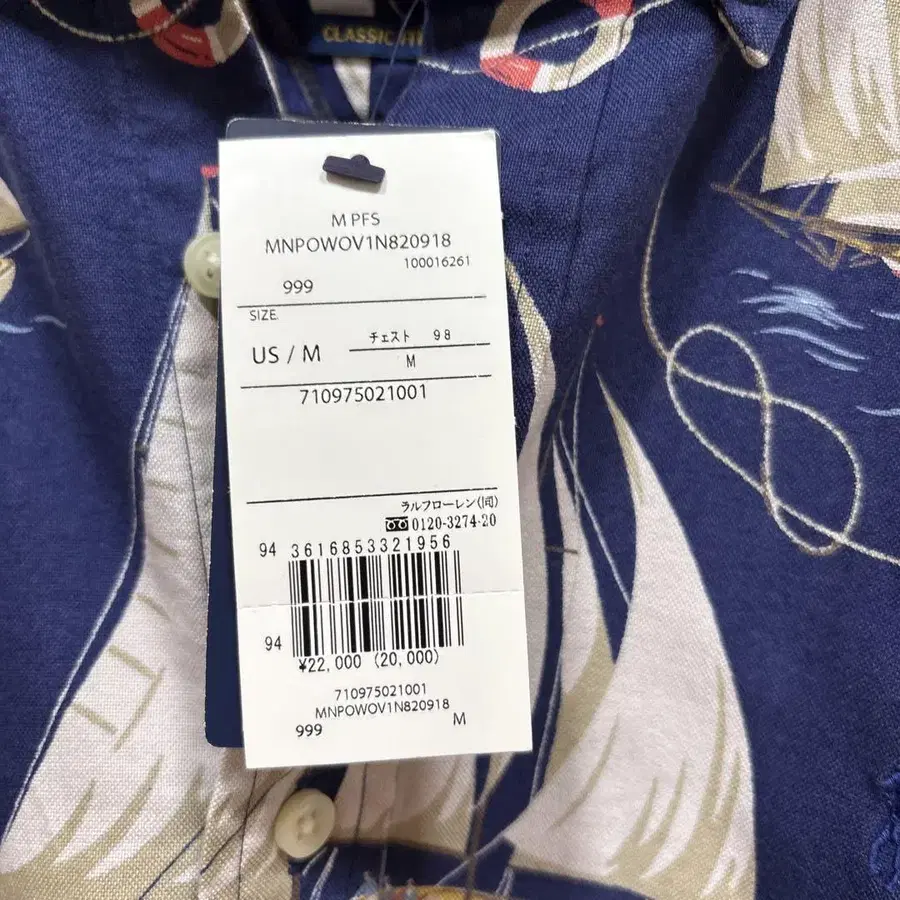 CLASSIC FIT
M PFS
MNPOWOV1N820918
100016261
999
SIZE
US / M
チェスト 98
M
710975021001
ラルフローレン(同)
0120-3274-20
94 3616853321956
94
¥22,000 (20,000)
710975021001
MNPOWOV1N820918
999 M